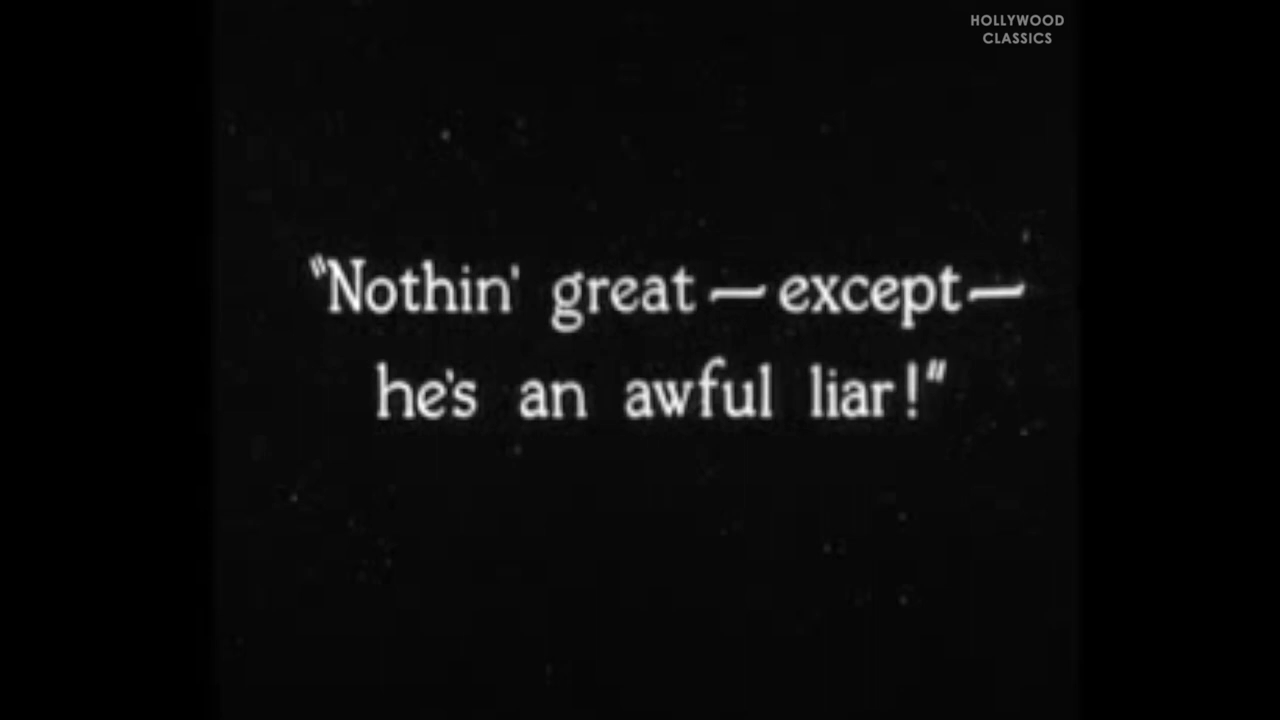 HOLLYWOOD
CLASSICS
"Nothin' great — except —
he's an awful liar!"